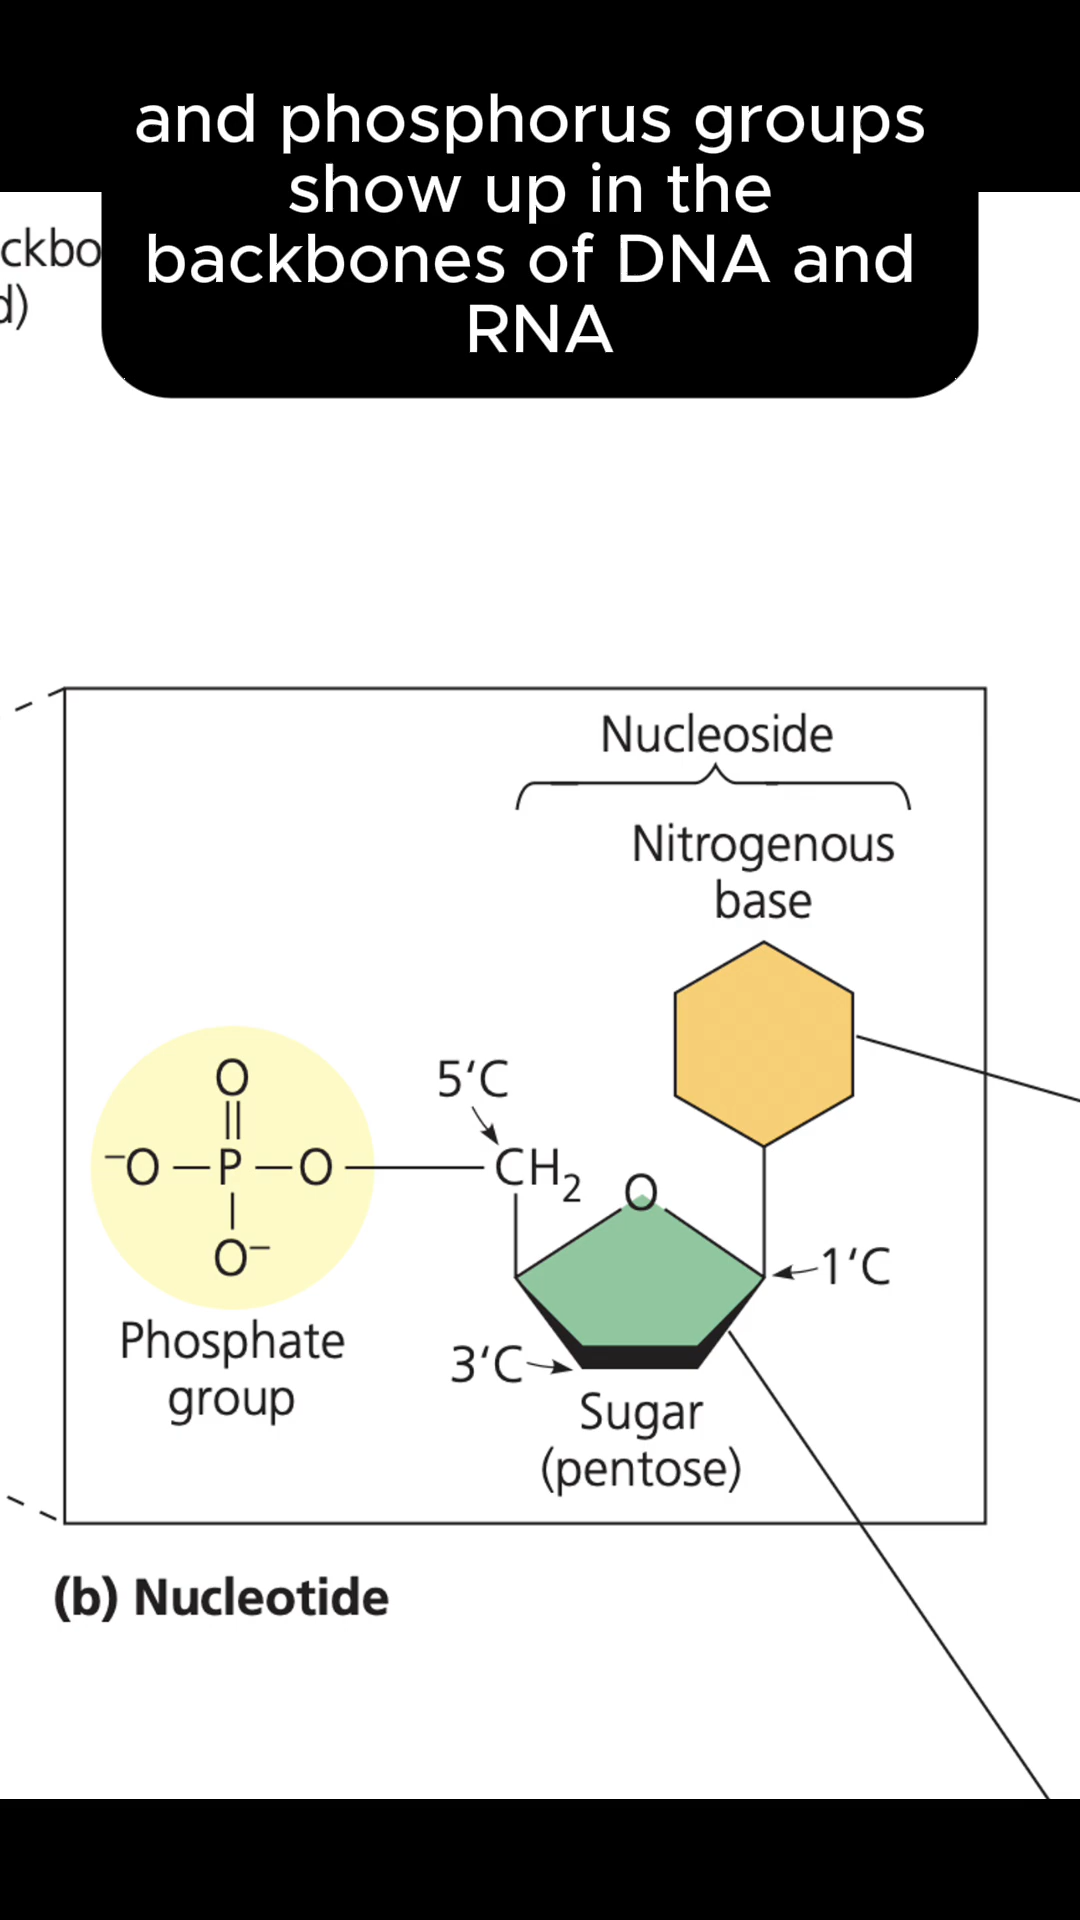 and phosphorus groups
show up in the
backbones of DNA and
RNA
ckbo
d)
Nucleoside
Nitrogenous
base
O
5'C
⁻O—P—O
CH₂
O
O⁻
1'C
Phosphate
group
3'C
Sugar
(pentose)
(b) Nucleotide